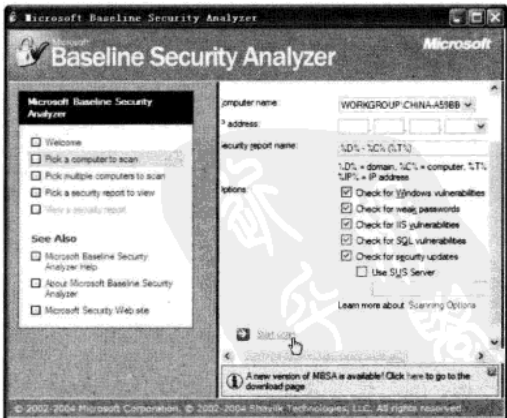 Microsoft Baseline Security Analyzer
Microsoft
Baseline Security Analyzer
Microsoft
Microsoft Baseline Security
Analyzer
Welcome
Pick a computer to scan
Pick multiple computers to scan
Pick a security report to view
View a security report
See Also
Microsoft Baseline Security
Analyzer Help
About Microsoft Baseline Security
Analyzer
Microsoft Security Web site
omputer name:
WORKGROUP\CHINA-A59BB
address:
ecurity report name:
%D% - %C% (%T%)
%D% = domain, %C% = computer, %T%
%IP% = IP address
ptions:
Check for Windows vulnerabilities
Check for weak passwords
Check for IIS vulnerabilities
Check for SQL vulnerabilities
Check for security updates
Use SUS Server
Learn more about Scanning Options
Start scan
A new version of MBSA is available! Click here to go to the
download page
© 2002-2004 Microsoft Corporation, © 2002-2004 Shavlik Technologies, LLC. All rights reserved.